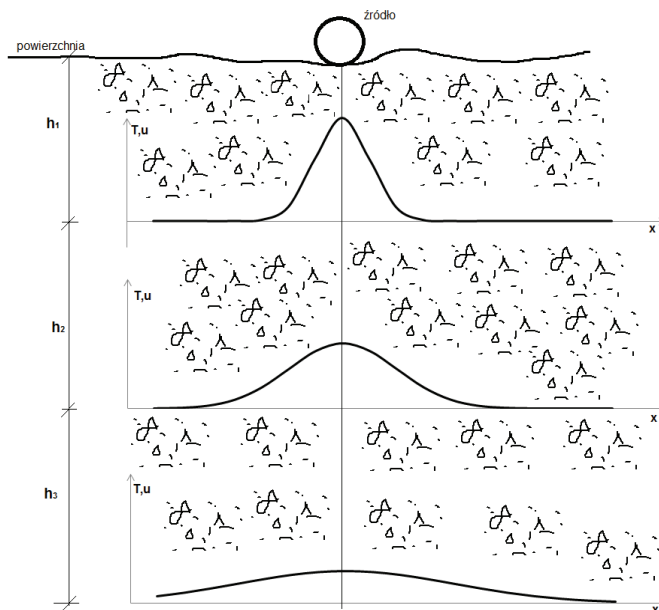 źródło
powierzchnia
h1
T,u
x
h2
T,u
x
h3
T,u
x